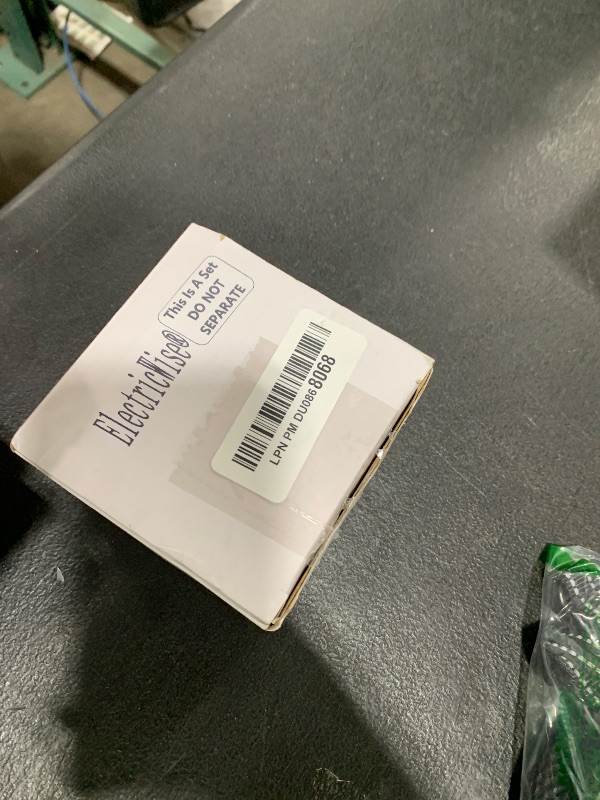 This Is A Set
DO NOT
SEPARATE
ElectricWise®
LPN PM DU0868068